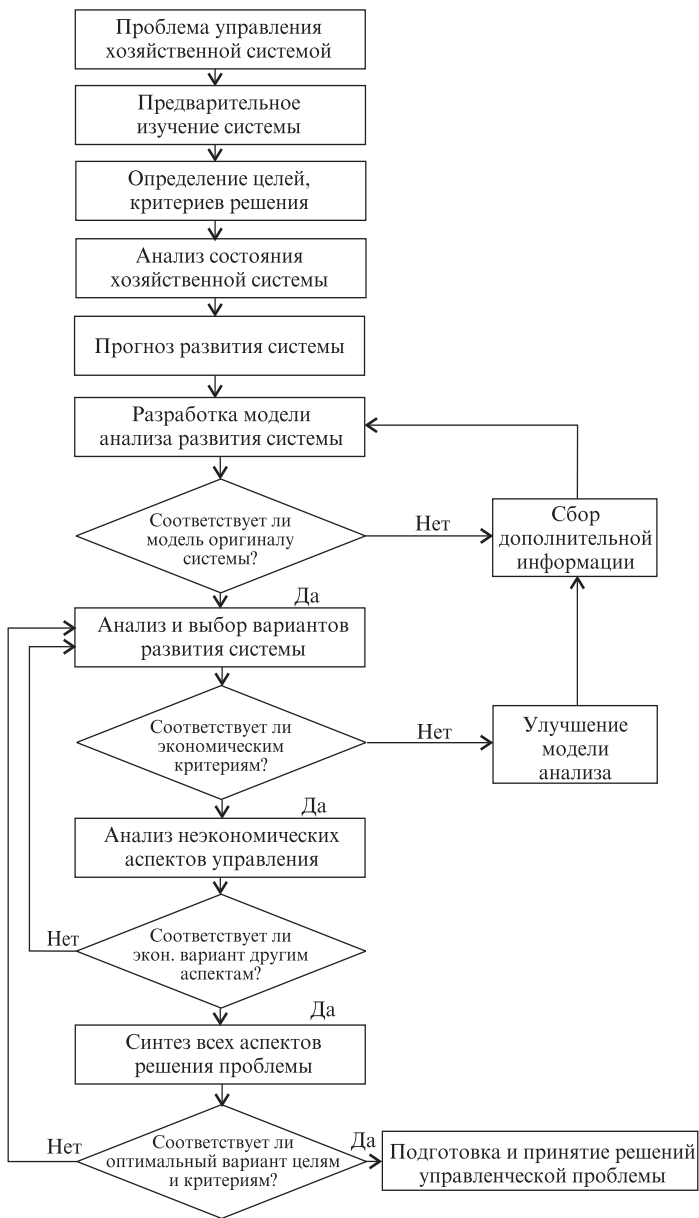 Проблема управления
хозяйственной системой
Предварительное
изучение системы
Определение целей,
критериев решения
Анализ состояния
хозяйственной системы
Прогноз развития системы
Разработка модели
анализа развития системы
Соответствует ли
модель оригиналу
системы?
Нет
Сбор
дополнительной
информации
Да
Анализ и выбор вариантов
развития системы
Соответствует ли
экономическим
критериям?
Нет
Улучшение
модели
анализа
Да
Анализ неэкономических
аспектов управления
Нет
Соответствует ли
экон. вариант другим
аспектам?
Да
Синтез всех аспектов
решения проблемы
Нет
Соответствует ли
оптимальный вариант целям
и критериям?
Да
Подготовка и принятие решений
управленческой проблемы